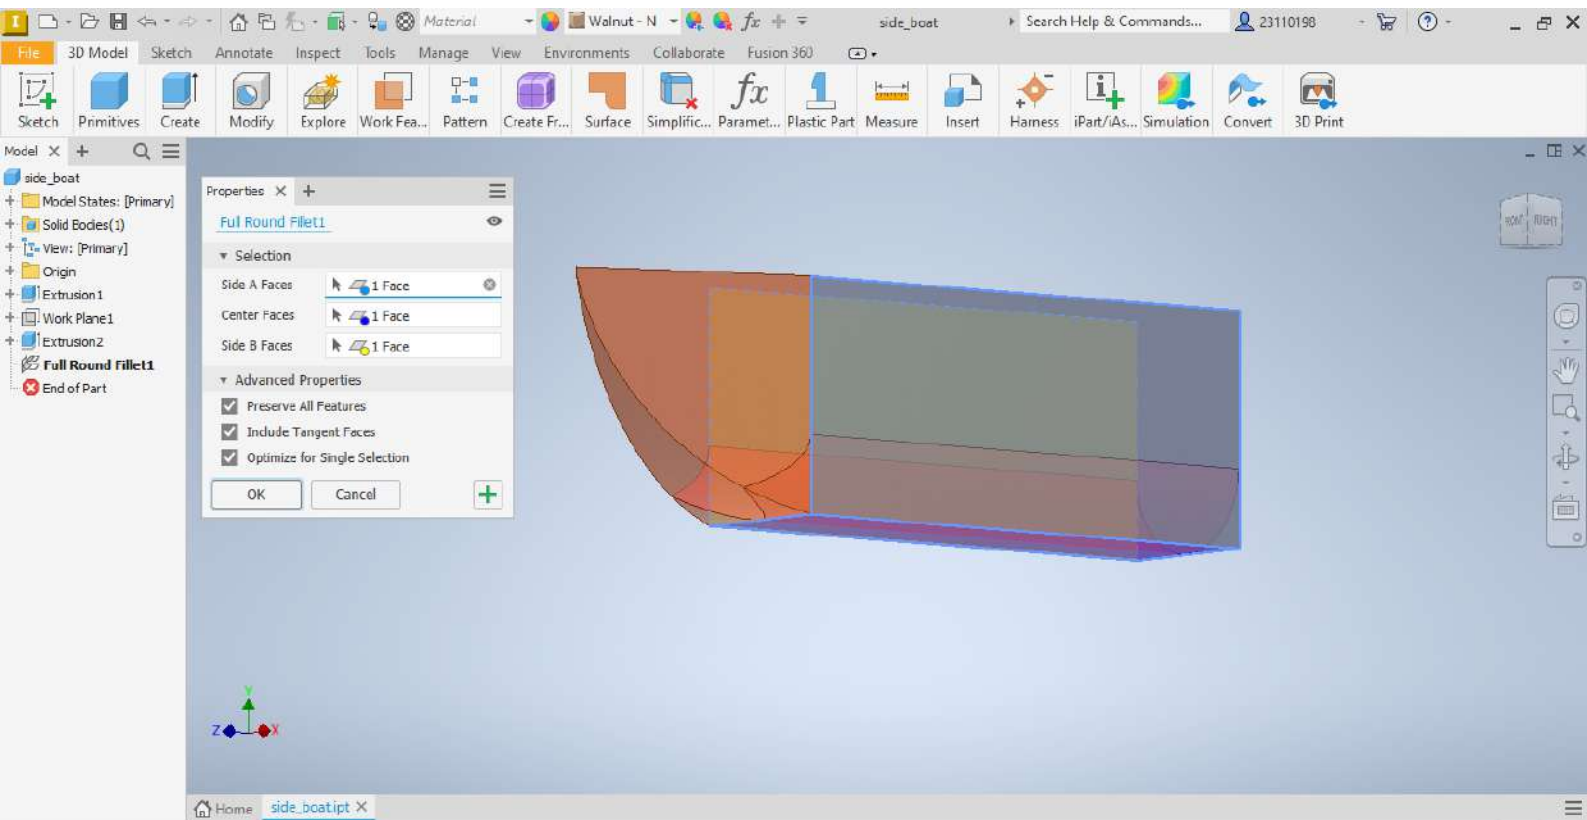 Material
Walnut - N
fx
side_boat
Search Help & Commands...
23110198
File
3D Model
Sketch
Annotate
Inspect
Tools
Manage
View
Environments
Collaborate
Fusion 360
Sketch
Primitives
Create
Modify
Explore
Work Fea...
Pattern
Create Fr...
Surface
Simplific...
Paramet...
Plastic Part
Measure
Insert
Harness
iPart/iAs...
Simulation
Convert
3D Print
Model
side_boat
Model States: [Primary]
Solid Bodies(1)
View: [Primary]
Origin
Extrusion1
Work Plane1
Extrusion2
Full Round Fillet1
End of Part
Properties
Full Round Fillet1
Selection
Side A Faces
1 Face
Center Faces
1 Face
Side B Faces
1 Face
Advanced Properties
Preserve All Features
Include Tangent Faces
Optimize for Single Selection
OK
Cancel
FRONT
RIGHT
Y
Z
X
Home
side_boat.ipt